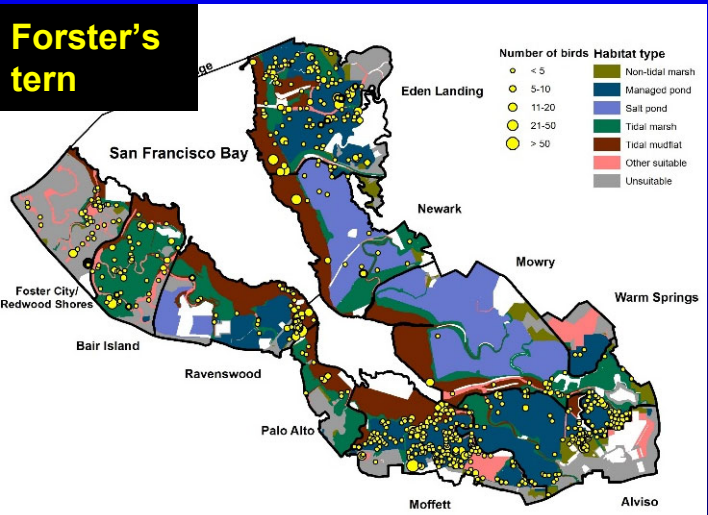 Forster's
tern
ge
Number of birds
< 5
5-10
11-20
21-50
> 50
Habitat type
Non-tidal marsh
Managed pond
Salt pond
Tidal marsh
Tidal mudflat
Other suitable
Unsuitable
Eden Landing
San Francisco Bay
Newark
Mowry
Warm Springs
Foster City/
Redwood Shores
Bair Island
Ravenswood
Palo Alto
Moffett
Alviso